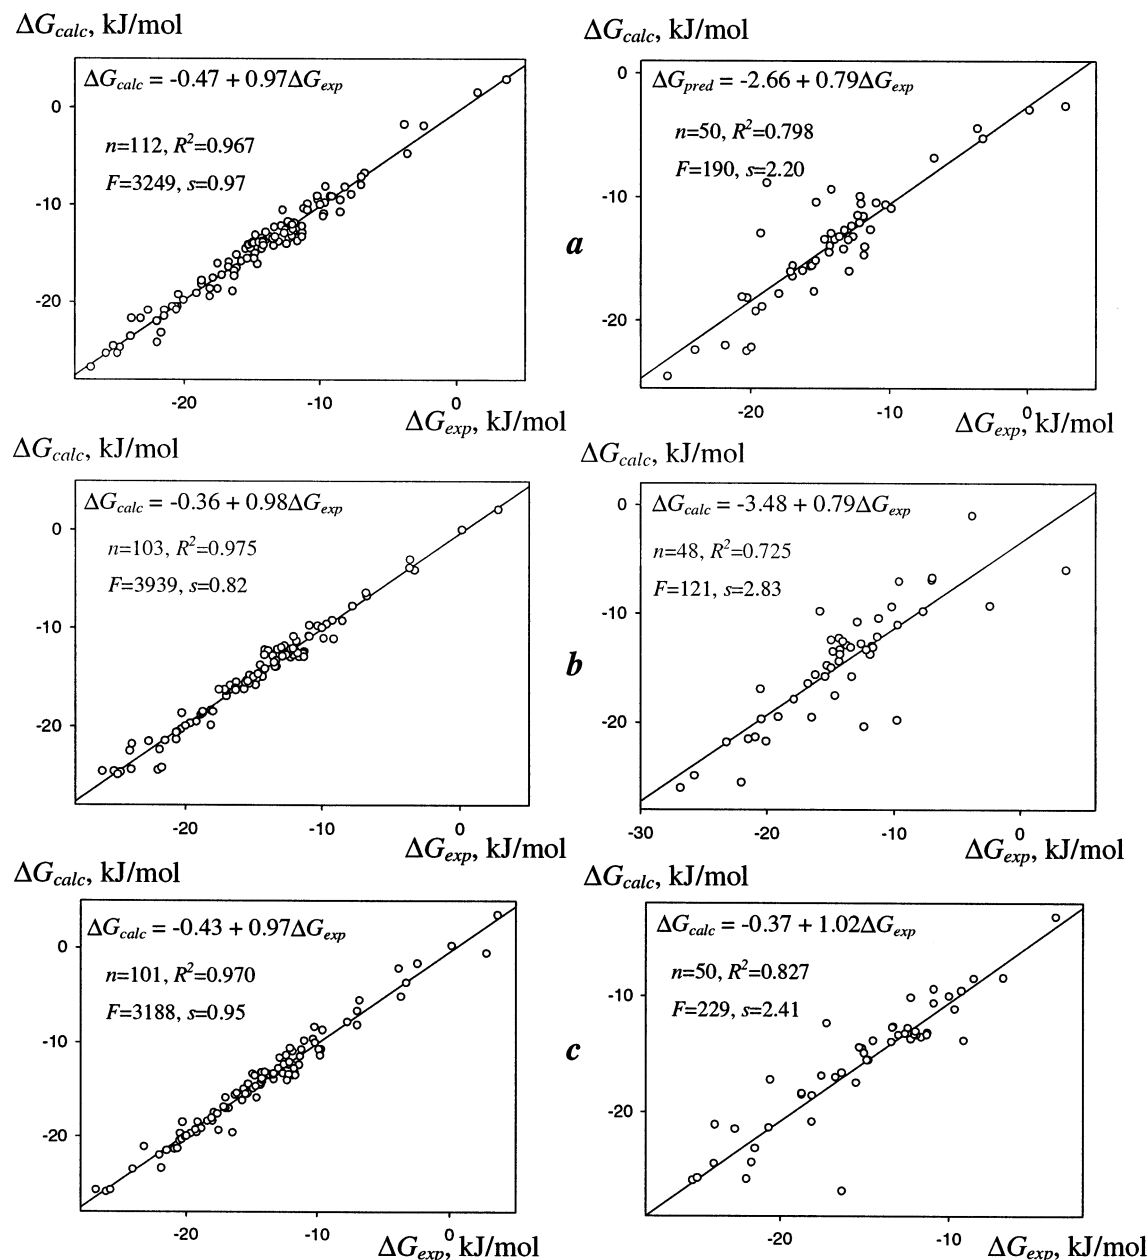 ΔGcalc, kJ/mol
ΔGcalc = -0.47 + 0.97ΔGexp
n=112, R²=0.967
F=3249, s=0.97
0
-10
-20
-20
-10
0
ΔGexp, kJ/mol
ΔGcalc, kJ/mol
ΔGpred = -2.66 + 0.79ΔGexp
n=50, R²=0.798
F=190, s=2.20
0
-10
-20
-20
-10
0
ΔGexp, kJ/mol
a
ΔGcalc, kJ/mol
ΔGcalc = -0.36 + 0.98ΔGexp
n=103, R²=0.975
F=3939, s=0.82
0
-10
-20
-20
-10
0
ΔGexp, kJ/mol
ΔGcalc, kJ/mol
ΔGcalc = -3.48 + 0.79ΔGexp
n=48, R²=0.725
F=121, s=2.83
0
-10
-20
-30
-20
-10
0
ΔGexp, kJ/mol
b
ΔGcalc, kJ/mol
ΔGcalc = -0.43 + 0.97ΔGexp
n=101, R²=0.970
F=3188, s=0.95
0
-10
-20
-20
-10
0
ΔGexp, kJ/mol
ΔGcalc, kJ/mol
ΔGcalc = -0.37 + 1.02ΔGexp
n=50, R²=0.827
F=229, s=2.41
-10
-20
-20
-10
ΔGexp, kJ/mol
c